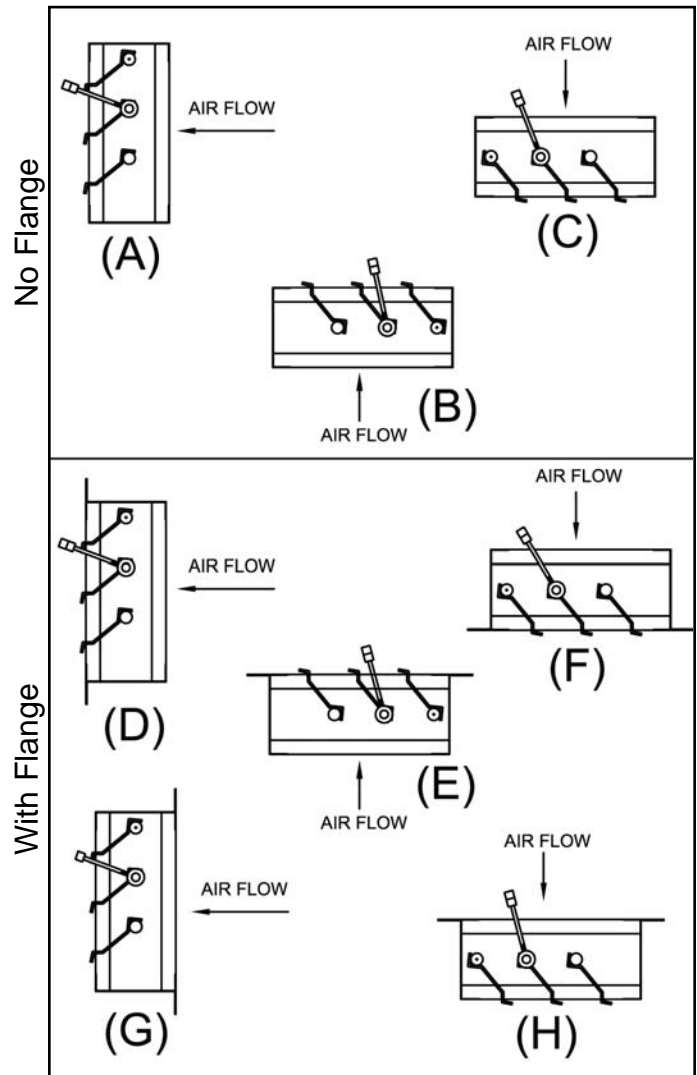 No Flange
AIR FLOW
(A)
AIR FLOW
(C)
(B)
AIR FLOW
With Flange
AIR FLOW
(D)
AIR FLOW
(F)
(E)
AIR FLOW
AIR FLOW
(G)
AIR FLOW
(H)